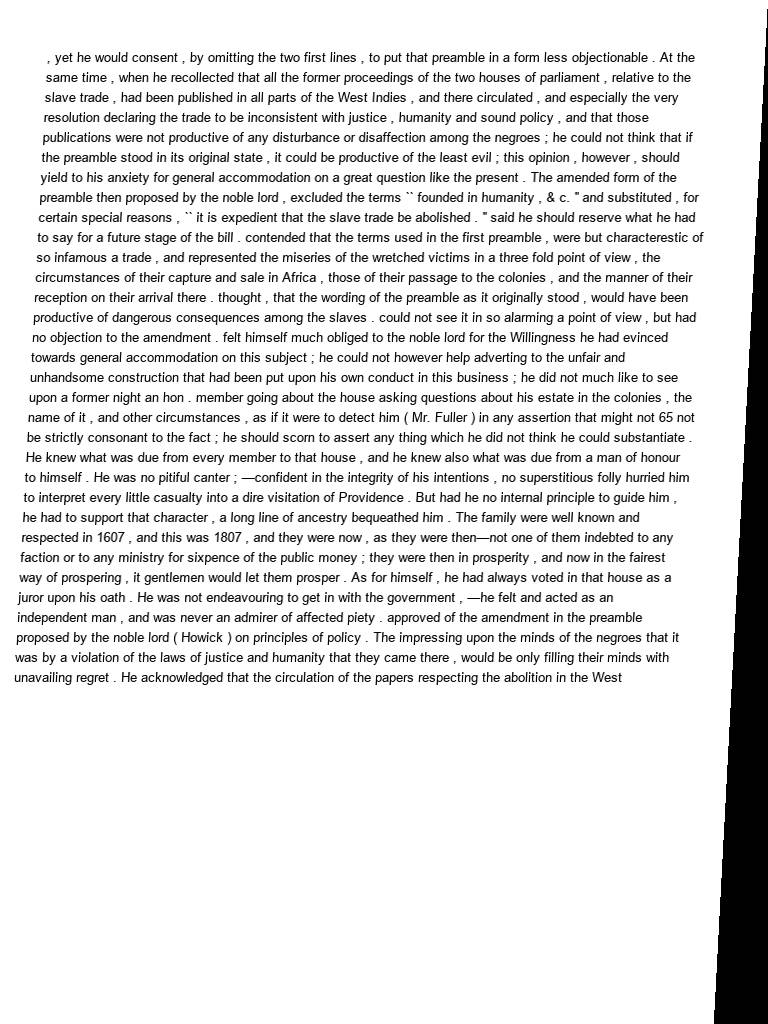 , yet he would consent , by omitting the two first lines , to put that preamble in a form less objectionable . At the
same time , when he recollected that all the former proceedings of the two houses of parliament , relative to the
slave trade , had been published in all parts of the West Indies , and there circulated , and especially the very
resolution declaring the trade to be inconsistent with justice , humanity and sound policy , and that those
publications were not productive of any disturbance or disaffection among the negroes ; he could not think that if
the preamble stood in its original state , it could be productive of the least evil ; this opinion , however , should
yield to his anxiety for general accommodation on a great question like the present . The amended form of the
preamble then proposed by the noble lord , excluded the terms `` founded in humanity , & c. " and substituted , for
certain special reasons , `` it is expedient that the slave trade be abolished . " said he should reserve what he had
to say for a future stage of the bill . contended that the terms used in the first preamble , were but characterestic of
so infamous a trade , and represented the miseries of the wretched victims in a three fold point of view , the
circumstances of their capture and sale in Africa , those of their passage to the colonies , and the manner of their
reception on their arrival there . thought , that the wording of the preamble as it originally stood , would have been
productive of dangerous consequences among the slaves . could not see it in so alarming a point of view , but had
no objection to the amendment . felt himself much obliged to the noble lord for the Willingness he had evinced
towards general accommodation on this subject ; he could not however help adverting to the unfair and
unhandsome construction that had been put upon his own conduct in this business ; he did not much like to see
upon a former night an hon . member going about the house asking questions about his estate in the colonies , the
name of it , and other circumstances , as if it were to detect him ( Mr. Fuller ) in any assertion that might not 65 not
be strictly consonant to the fact ; he should scorn to assert any thing which he did not think he could substantiate .
He knew what was due from every member to that house , and he knew also what was due from a man of honour
to himself . He was no pitiful canter ; —confident in the integrity of his intentions , no superstitious folly hurried him
to interpret every little casualty into a dire visitation of Providence . But had he no internal principle to guide him ,
he had to support that character , a long line of ancestry bequeathed him . The family were well known and
respected in 1607 , and this was 1807 , and they were now , as they were then—not one of them indebted to any
faction or to any ministry for sixpence of the public money ; they were then in prosperity , and now in the fairest
way of prospering , it gentlemen would let them prosper . As for himself , he had always voted in that house as a
juror upon his oath . He was not endeavouring to get in with the government , —he felt and acted as an
independent man , and was never an admirer of affected piety . approved of the amendment in the preamble
proposed by the noble lord ( Howick ) on principles of policy . The impressing upon the minds of the negroes that it
was by a violation of the laws of justice and humanity that they came there , would be only filling their minds with
unavailing regret . He acknowledged that the circulation of the papers respecting the abolition in the West